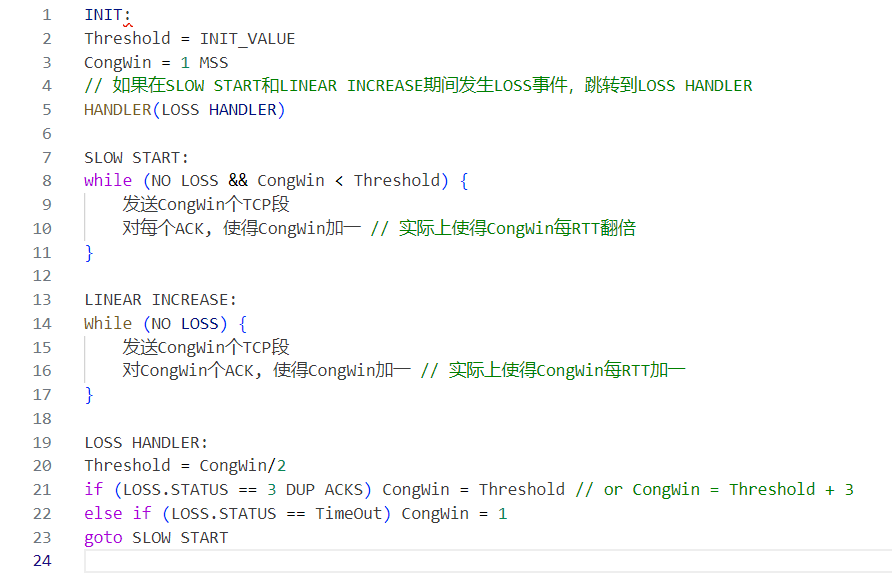 1 INIT:
2 Threshold = INIT_VALUE
3 CongWin = 1 MSS
4 // 如果在SLOW START和LINEAR INCREASE期间发生LOSS事件，跳转到LOSS HANDLER
5 HANDLER(LOSS HANDLER)
6
7 SLOW START:
8 while (NO LOSS && CongWin < Threshold) {
9 发送CongWin个TCP段
10 对每个ACK, 使得CongWin加一 // 实际上使得CongWin每RTT翻倍
11 }
12
13 LINEAR INCREASE:
14 While (NO LOSS) {
15 发送CongWin个TCP段
16 对CongWin个ACK, 使得CongWin加一 // 实际上使得CongWin每RTT加一
17 }
18
19 LOSS HANDLER:
20 Threshold = CongWin/2
21 if (LOSS.STATUS == 3 DUP ACKS) CongWin = Threshold // or CongWin = Threshold + 3
22 else if (LOSS.STATUS == TimeOut) CongWin = 1
23 goto SLOW START
24